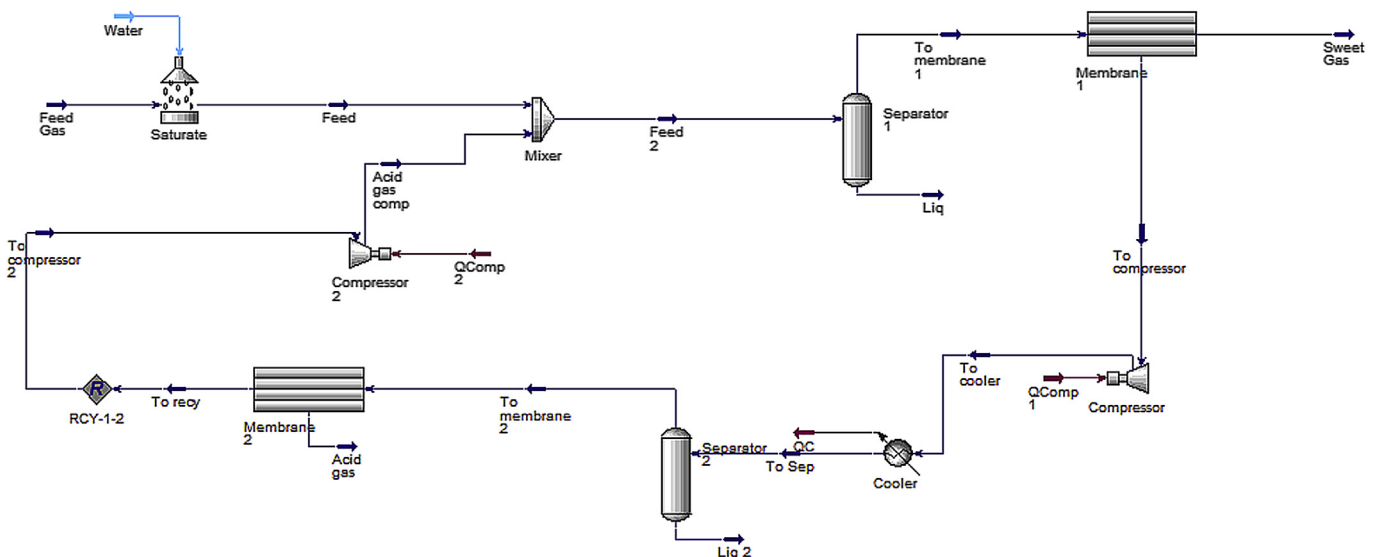 Water
Feed
Gas
Saturate
Feed
Mixer
Feed
2
To
membrane
1
Membrane
1
Sweet
Gas
Separator
1
Liq
Acid
gas
comp
To
compressor
2
Compressor
2
QComp
2
To
compressor
RCY-1-2
To recy
Membrane
2
Acid
gas
To
membrane
2
Separator
2
Liq 2
QC
To Sep
Cooler
To
cooler
QComp
1
Compressor